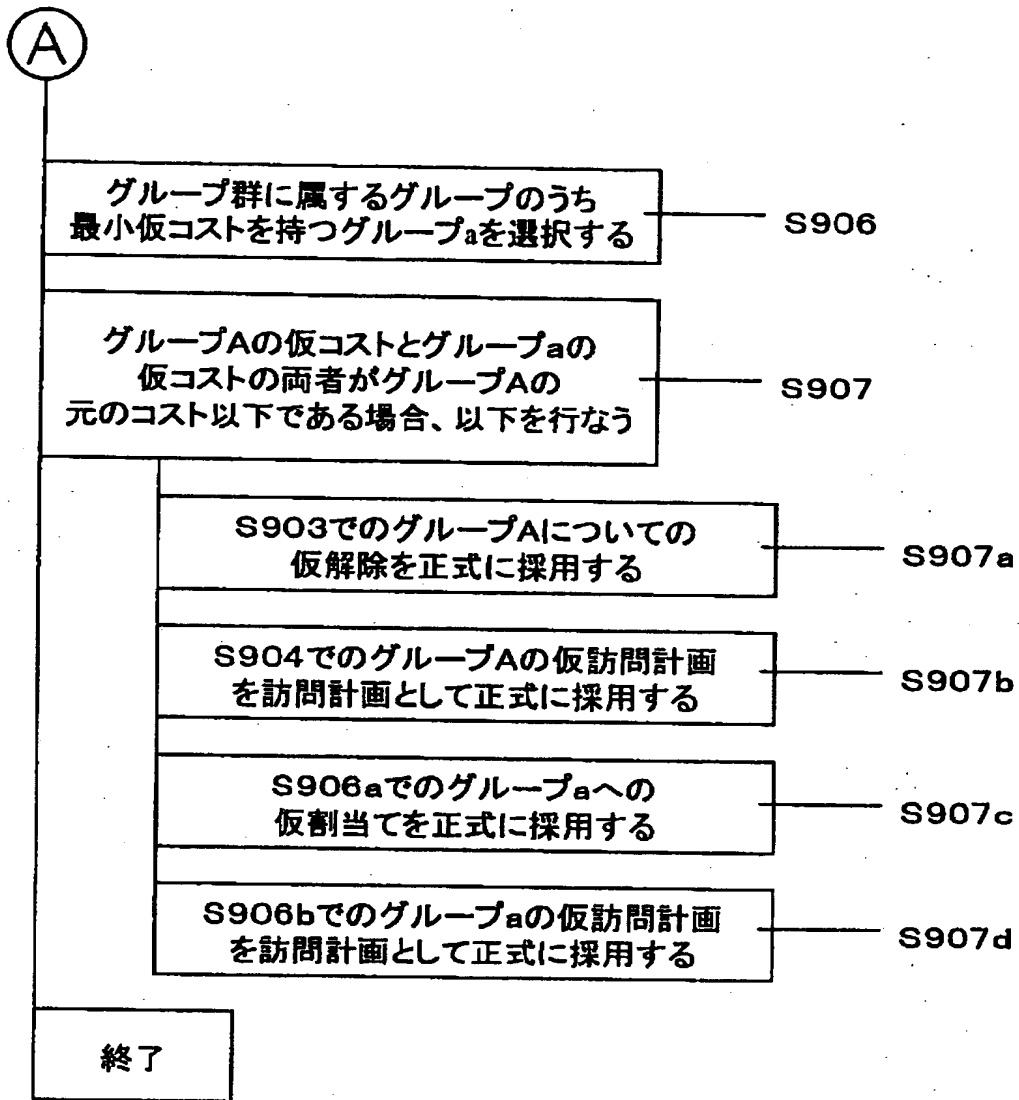 A
グループ群に属するグループのうち
最小仮コストを持つグループaを選択する
S906
グループAの仮コストとグループaの
仮コストの両者がグループAの
元のコスト以下である場合、以下を行なう
S907
S903でのグループAについての
仮解除を正式に採用する
S907a
S904でのグループAの仮訪問計画
を訪問計画として正式に採用する
S907b
S906aでのグループaへの
仮割当てを正式に採用する
S907c
S906bでのグループaの仮訪問計画
を訪問計画として正式に採用する
S907d
終了